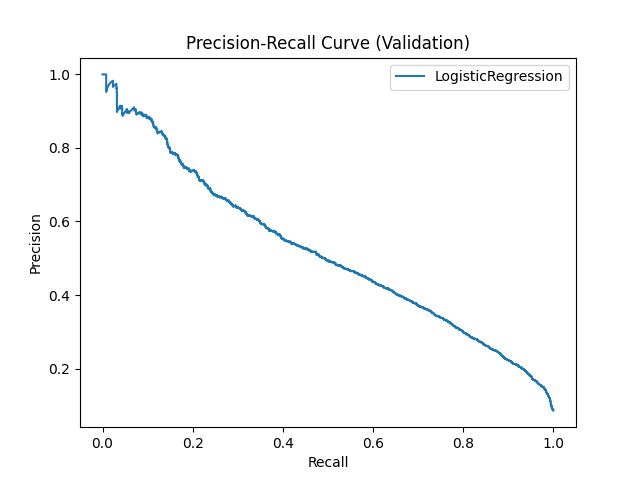 Precision-Recall Curve (Validation)
LogisticRegression
1.0
0.8
0.6
0.4
0.2
Precision
0.0 0.2 0.4 0.6 0.8 1.0
Recall